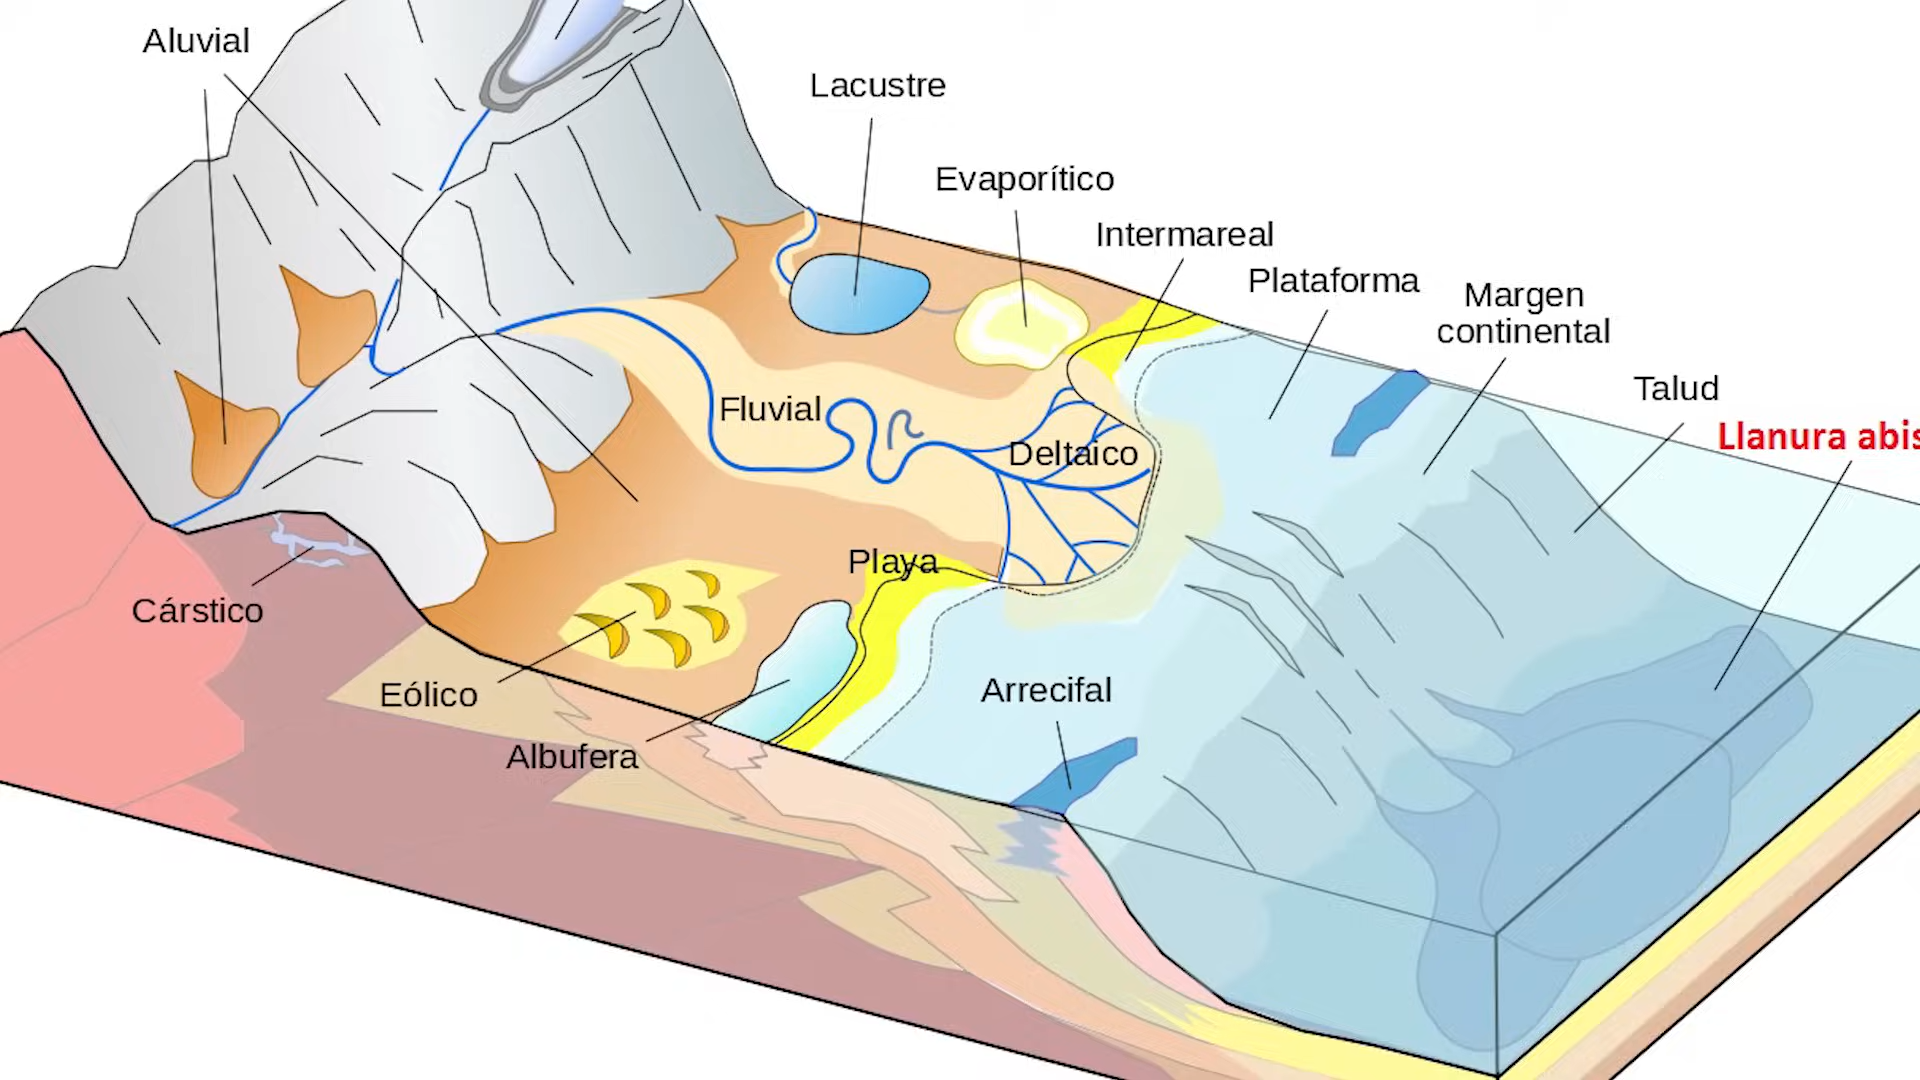 Aluvial
Lacustre
Evaporítico
Intermareal
Plataforma
Margen
continental
Talud
Llanura abis
Fluvial
Deltaico
Playa
Cárstico
Eólico
Arrecifal
Albufera